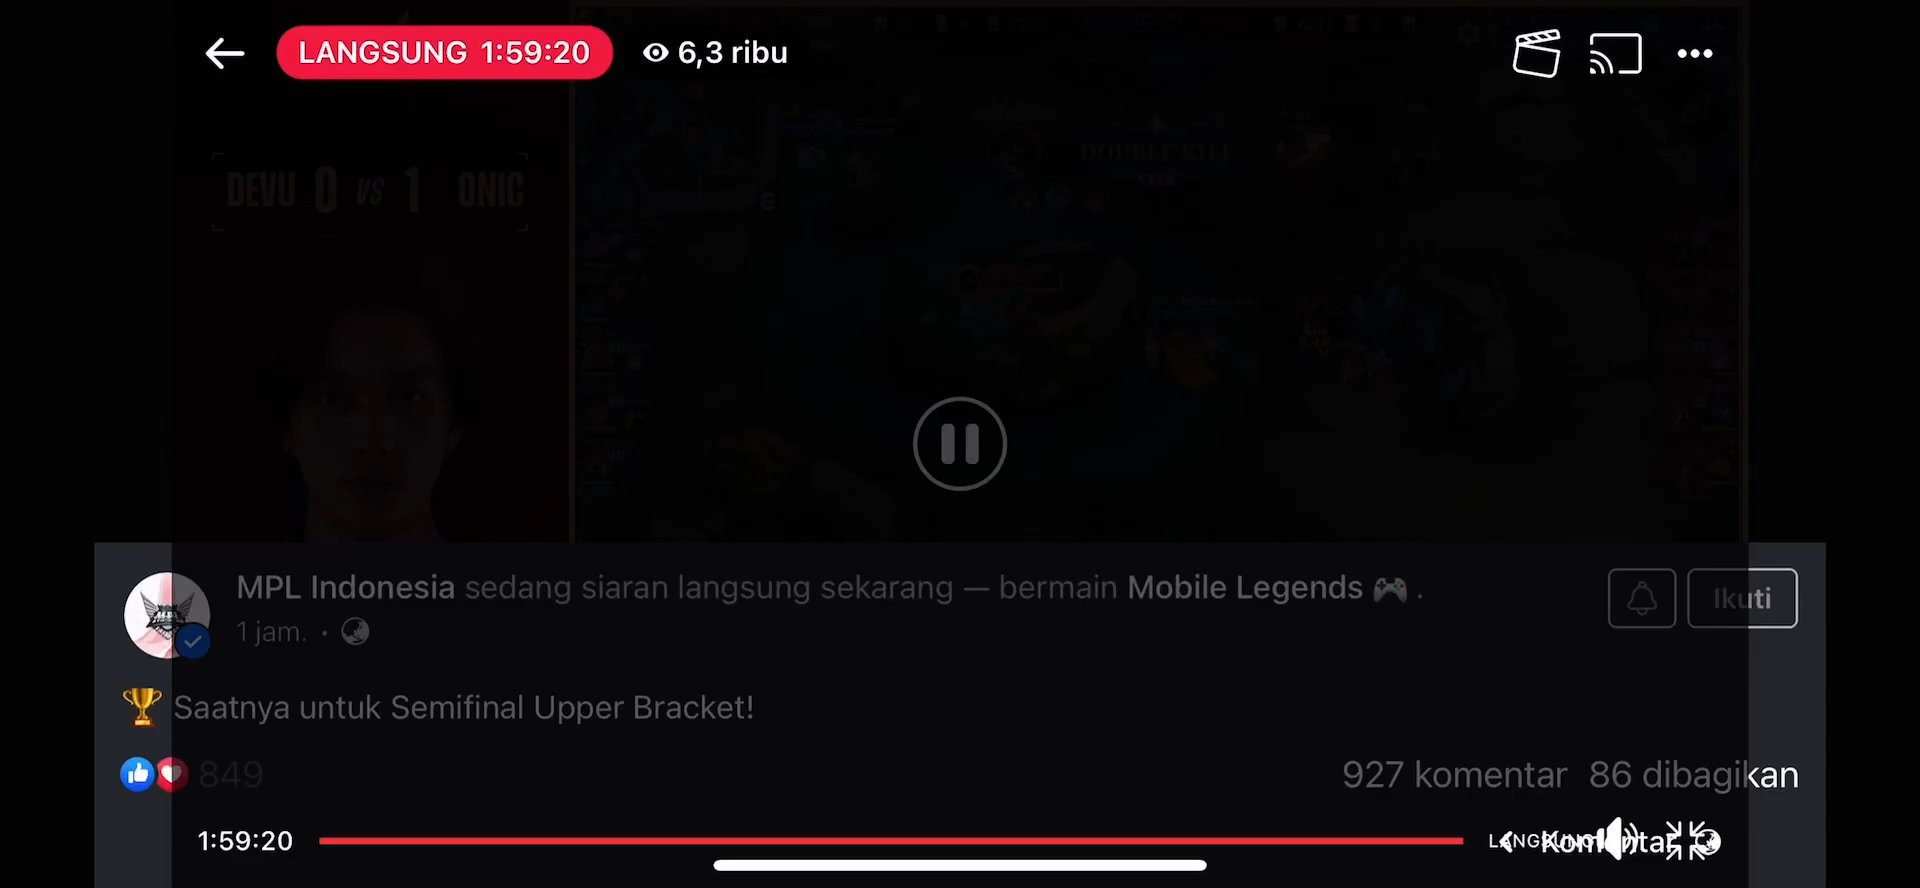 LANGSUNG 1:59:20 6,3 ribu
DEVU 0 VS 1 ONIC
DOUBLE KILL
MPL Indonesia sedang siaran langsung sekarang — bermain Mobile Legends 🎮 .
1 jam. ·
Ikuti
🏆 Saatnya untuk Semifinal Upper Bracket!
849
927 komentar 86 dibagikan
1:59:20
LANGSUNG
Komentar